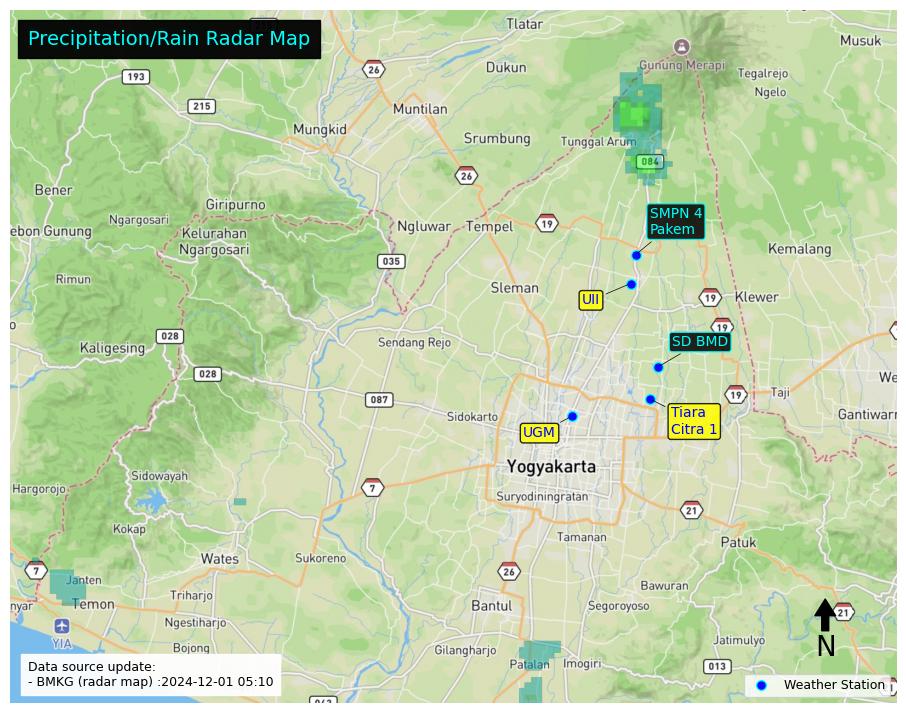 Precipitation/Rain Radar Map
Tlatar
Musuk
26
193
Dukun
Gunung Merapi
Tegalrejo
Ngelo
215
Muntilan
Mungkid
Srumbung
Tunggal Arum
084
26
Bener
Giripurno
Ngargosari
ebon Gunung
Kelurahan
Ngargosari
Ngluwar
Tempel
19
SMPN 4
Pakem
Kemalang
035
Rimun
Sleman
UII
19
Klewer
19
028
Kaligesing
Sendang Rejo
SD BMD
028
We
087
19
Taji
Sidokarto
Tiara
Citra 1
Gantiwarn
UGM
Yogyakarta
Sidowayah
Hargorojo
7
Suryodiningratan
21
Kokap
Tamanan
Patuk
Wates
Sukoreno
7
Janten
26
Bawuran
nyar
Temon
Triharjo
Bantul
Segoroyoso
21
Ngestiharjo
YIA
Jatimulyo
N
Bojong
Gilangharjo
Patalan
Imogiri
013
Data source update:
- BMKG (radar map) :2024-12-01 05:10
Weather Station